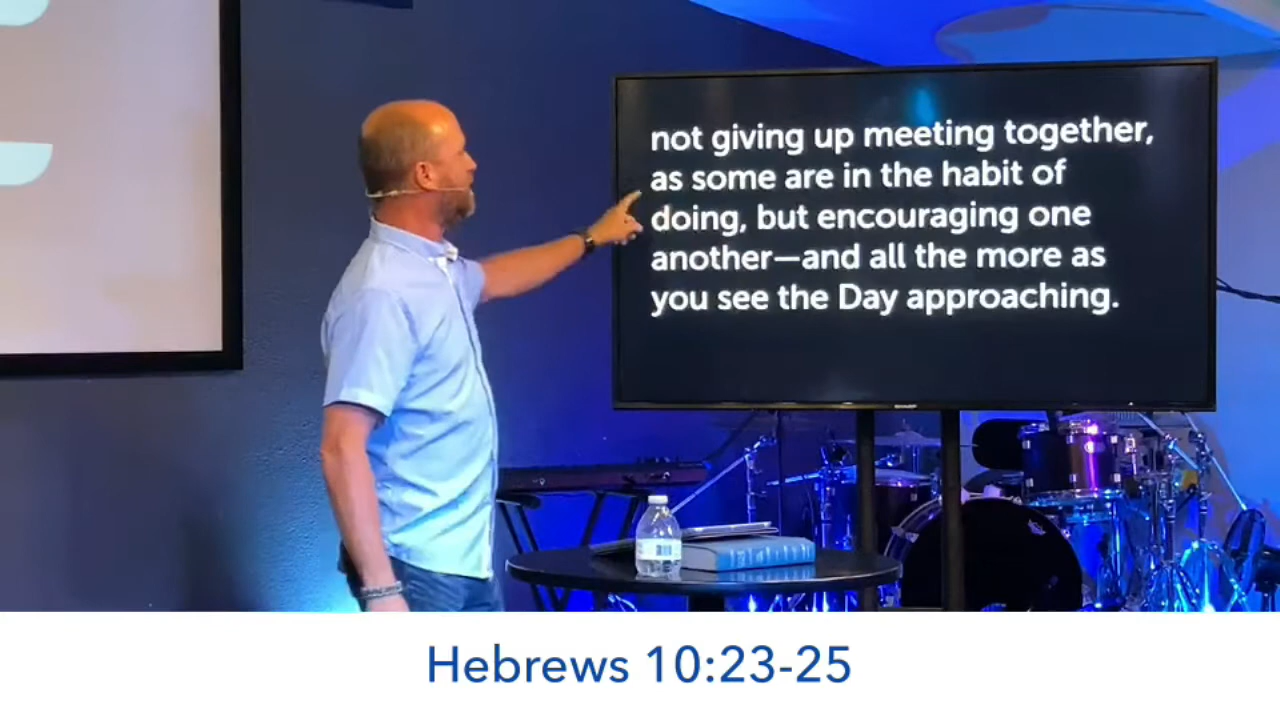 not giving up meeting together,
as some are in the habit of
doing, but encouraging one
another—and all the more as
you see the Day approaching.
Hebrews 10:23-25